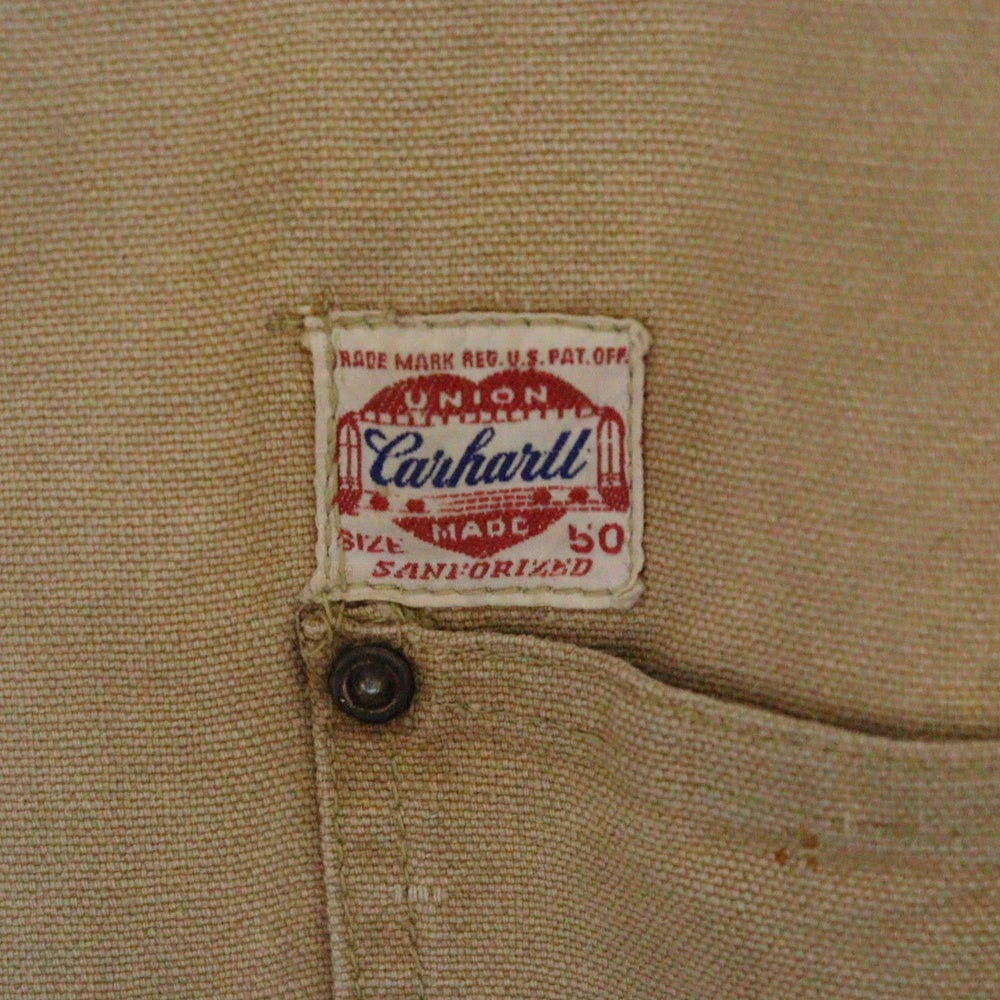 TRADE MARK REG. U.S. PAT. OFF.
UNION
Carhartt
MADE
SIZE 50
SANFORIZED